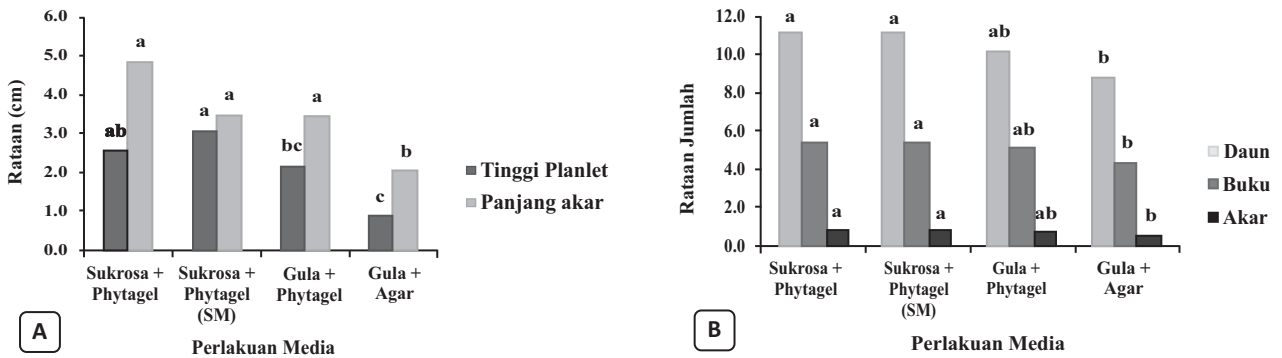 6.0
5.0
4.0
3.0
2.0
1.0
0.0
Rataan (cm)
ab
a
a
a
bc
a
c
b
Sukrosa +
Phytagel
Sukrosa +
Phytagel
(SM)
Gula +
Phytagel
Gula +
Agar
Perlakuan Media
Tinggi Planlet
Panjang akar
A
12.0
10.0
8.0
6.0
4.0
2.0
0.0
Rataan Jumlah
a
a
a
a
a
a
ab
ab
ab
b
b
b
Sukrosa +
Phytagel
Sukrosa +
Phytagel
(SM)
Gula +
Phytagel
Gula +
Agar
Perlakuan Media
Daun
Buku
Akar
B